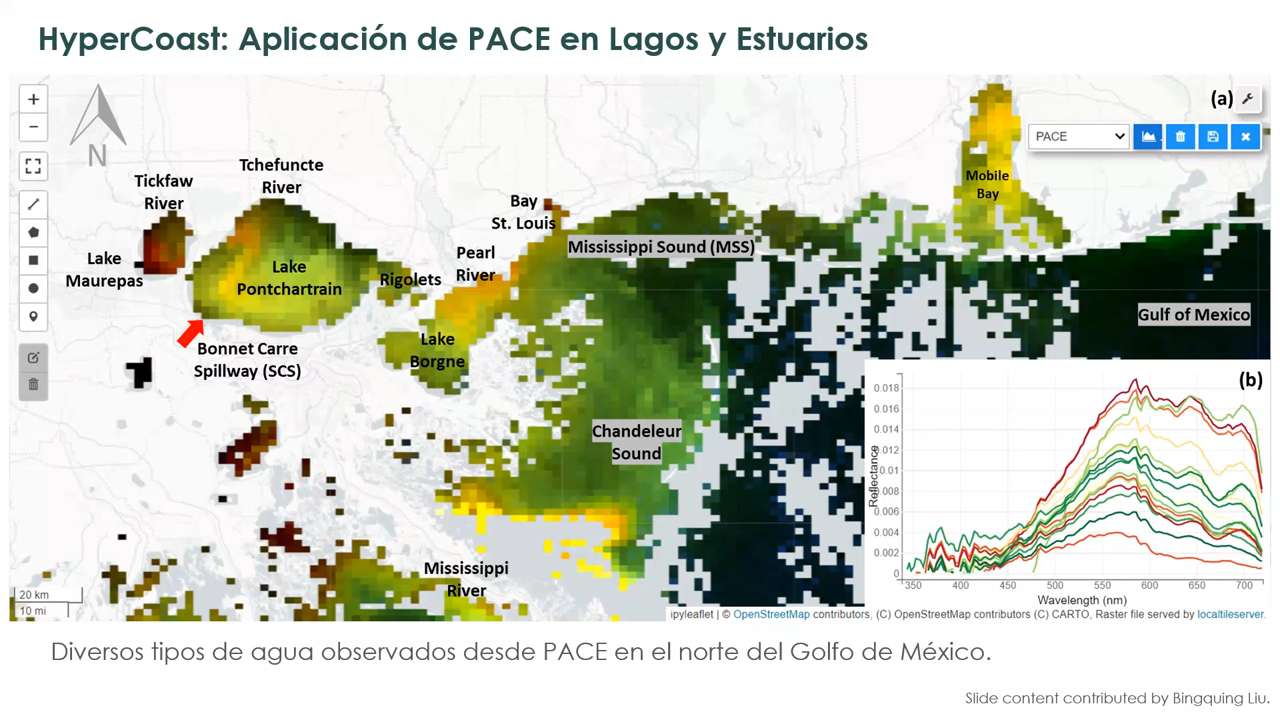 HyperCoast: Aplicación de PACE en Lagos y Estuarios
(a)
+
−
N
PACE
Tickfaw
River
Tchefuncte
River
Bay
St. Louis
Mobile
Bay
Lake
Maurepas
Lake
Pontchartrain
Rigolets
Pearl
River
Mississippi Sound (MSS)
Gulf of Mexico
Bonnet Carre
Spillway (SCS)
Lake
Borgne
Chandeleur
Sound
Mississippi
River
20 km
10 mi
(b)
Reflectance
0.018
0.016
0.014
0.012
0.01
0.008
0.006
0.004
0.002
0
350 400 450 500 550 600 650 700
Wavelength (nm)
ipyleaflet | © OpenStreetMap contributors, (C) OpenStreetMap contributors (C) CARTO, Raster file served by localtileserver.
Diversos tipos de agua observados desde PACE en el norte del Golfo de México.
Slide content contributed by Bingquing Liu.